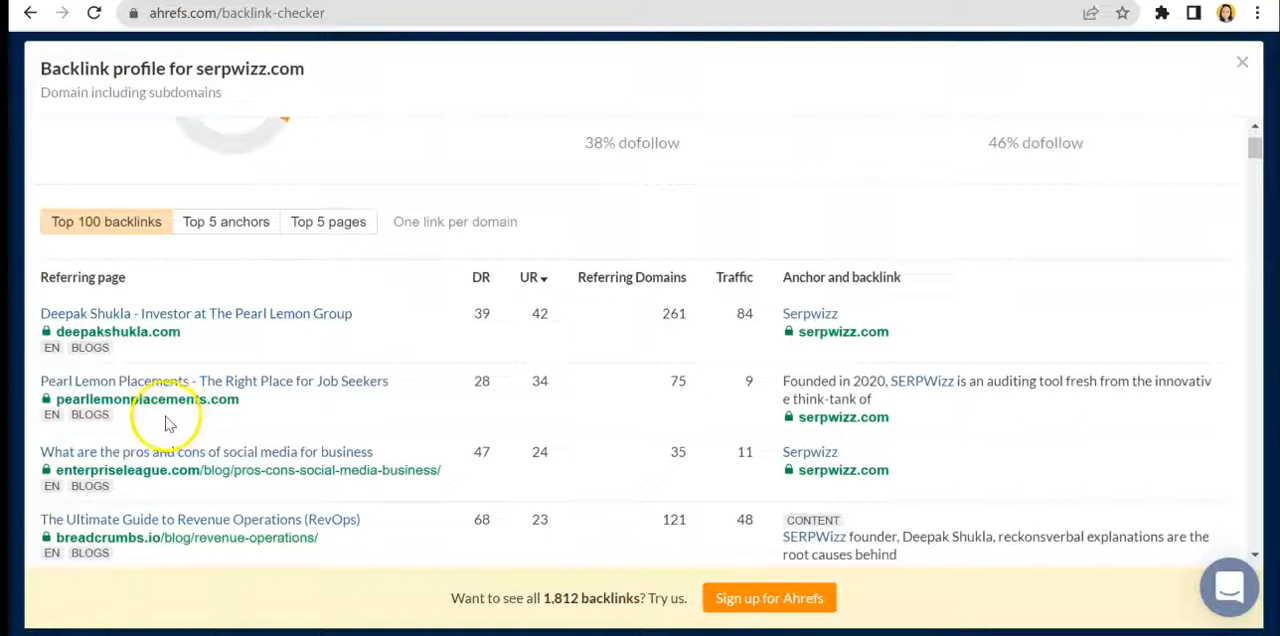 ahrefs.com/backlink-checker
Backlink profile for serpwizz.com
Domain including subdomains
38% dofollow
46% dofollow
Top 100 backlinks Top 5 anchors Top 5 pages One link per domain
Referring page DR UR Referring Domains Traffic Anchor and backlink
Deepak Shukla - Investor at The Pearl Lemon Group 39 42 261 84 Serpwizz
deepakshukla.com serpwizz.com
EN BLOGS
Pearl Lemon Placements - The Right Place for Job Seekers 28 34 75 9 Founded in 2020, SERPWizz is an auditing tool fresh from the innovativ
pearllemonplacements.com e think-tank of
EN BLOGS serpwizz.com
What are the pros and cons of social media for business 47 24 35 11 Serpwizz
enterpriseleague.com/blog/pros-cons-social-media-business/ serpwizz.com
EN BLOGS
The Ultimate Guide to Revenue Operations (RevOps) 68 23 121 48 CONTENT
breadcrumbs.io/blog/revenue-operations/ SERPWizz founder, Deepak Shukla, reckonsverbal explanations are the
EN BLOGS root causes behind
Want to see all 1,812 backlinks? Try us. Sign up for Ahrefs